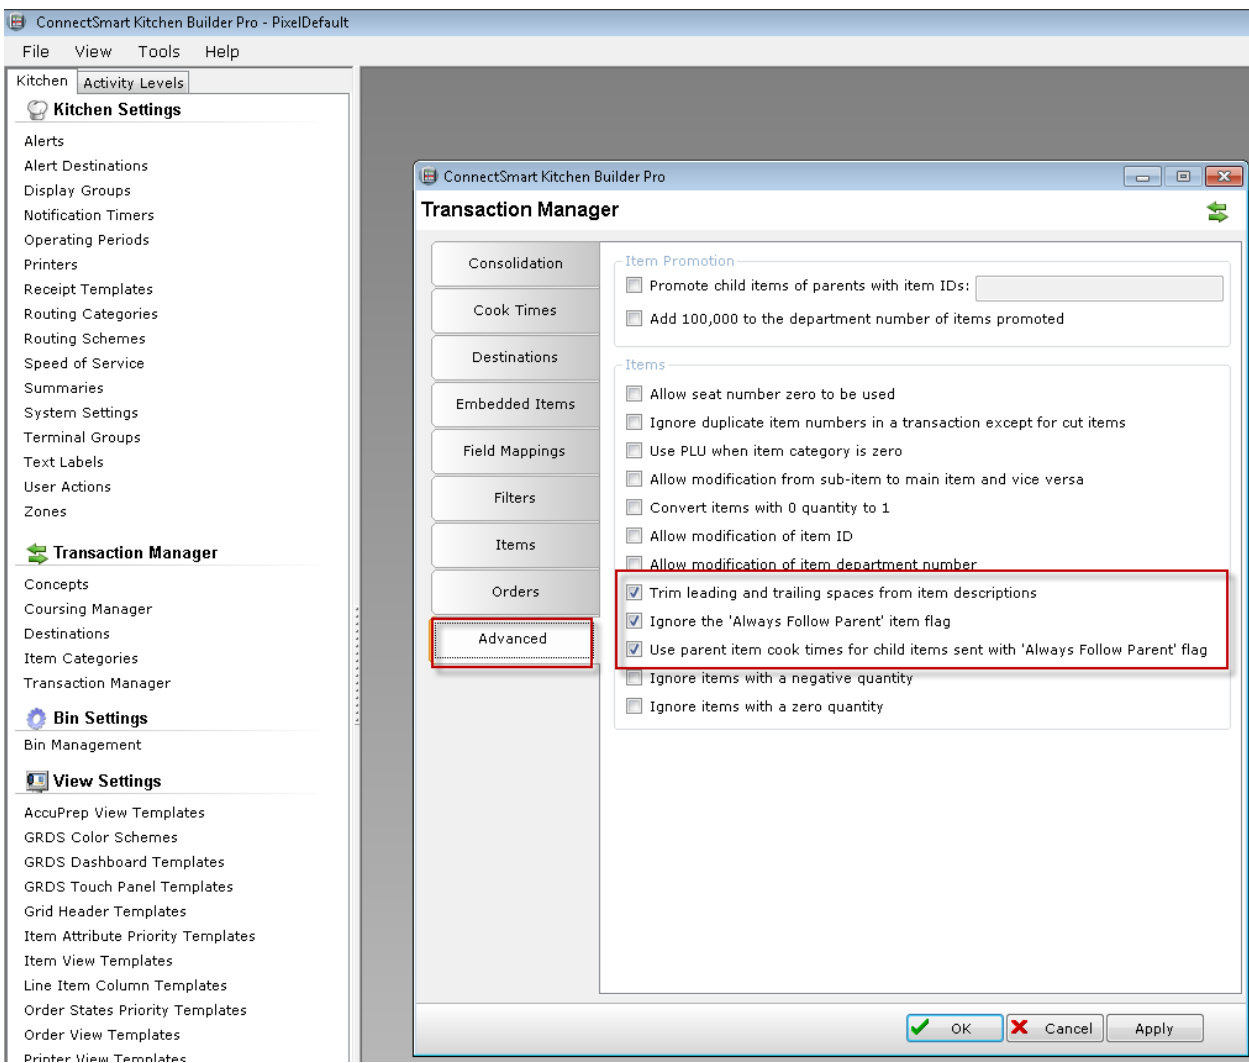 ConnectSmart Kitchen Builder Pro - PixelDefault
File View Tools Help
Kitchen Activity Levels
Kitchen Settings
Alerts
Alert Destinations
Display Groups
Notification Timers
Operating Periods
Printers
Receipt Templates
Routing Categories
Routing Schemes
Speed of Service
Summaries
System Settings
Terminal Groups
Text Labels
User Actions
Zones
Transaction Manager
Concepts
Coursing Manager
Destinations
Item Categories
Transaction Manager
Bin Settings
Bin Management
View Settings
AccuPrep View Templates
GRDS Color Schemes
GRDS Dashboard Templates
GRDS Touch Panel Templates
Grid Header Templates
Item Attribute Priority Templates
Item View Templates
Line Item Column Templates
Order States Priority Templates
Order View Templates
Printer View Templates
ConnectSmart Kitchen Builder Pro
Transaction Manager
Consolidation
Cook Times
Destinations
Embedded Items
Field Mappings
Filters
Items
Orders
Advanced
Item Promotion
Promote child items of parents with item IDs:
Add 100,000 to the department number of items promoted
Items
Allow seat number zero to be used
Ignore duplicate item numbers in a transaction except for cut items
Use PLU when item category is zero
Allow modification from sub-item to main item and vice versa
Convert items with 0 quantity to 1
Allow modification of item ID
Allow modification of item department number
Trim leading and trailing spaces from item descriptions
Ignore the 'Always Follow Parent' item flag
Use parent item cook times for child items sent with 'Always Follow Parent' flag
Ignore items with a negative quantity
Ignore items with a zero quantity
OK Cancel Apply